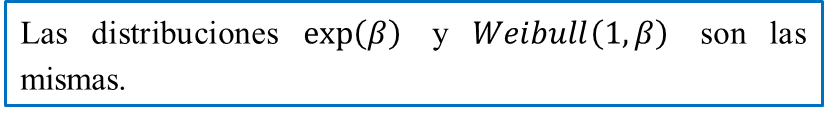 Las distribuciones exp(β) y Weibull(1, β) son las
mismas.